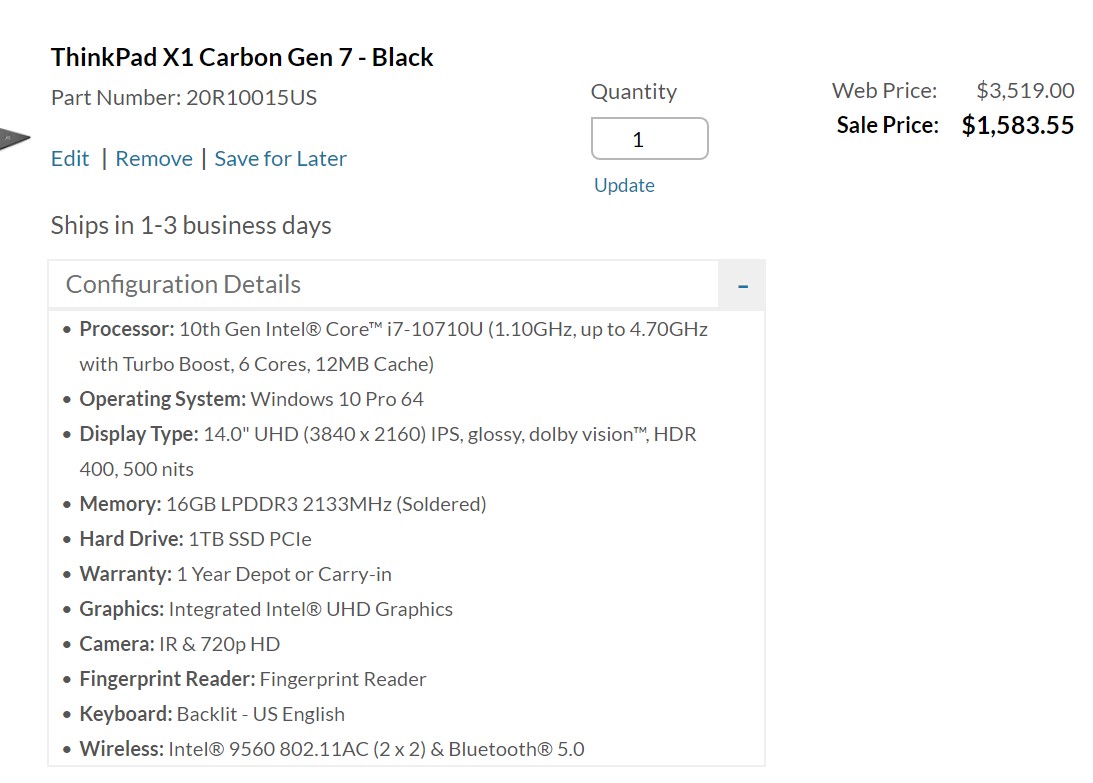 ThinkPad X1 Carbon Gen 7 - Black
Part Number: 20R10015US
Edit | Remove | Save for Later
Ships in 1-3 business days
Quantity
1
Update
Web Price: $3,519.00
Sale Price: $1,583.55
Configuration Details -
• Processor: 10th Gen Intel® Core™ i7-10710U (1.10GHz, up to 4.70GHz
with Turbo Boost, 6 Cores, 12MB Cache)
• Operating System: Windows 10 Pro 64
• Display Type: 14.0" UHD (3840 x 2160) IPS, glossy, dolby vision™, HDR
400, 500 nits
• Memory: 16GB LPDDR3 2133MHz (Soldered)
• Hard Drive: 1TB SSD PCIe
• Warranty: 1 Year Depot or Carry-in
• Graphics: Integrated Intel® UHD Graphics
• Camera: IR & 720p HD
• Fingerprint Reader: Fingerprint Reader
• Keyboard: Backlit - US English
• Wireless: Intel® 9560 802.11AC (2 x 2) & Bluetooth® 5.0